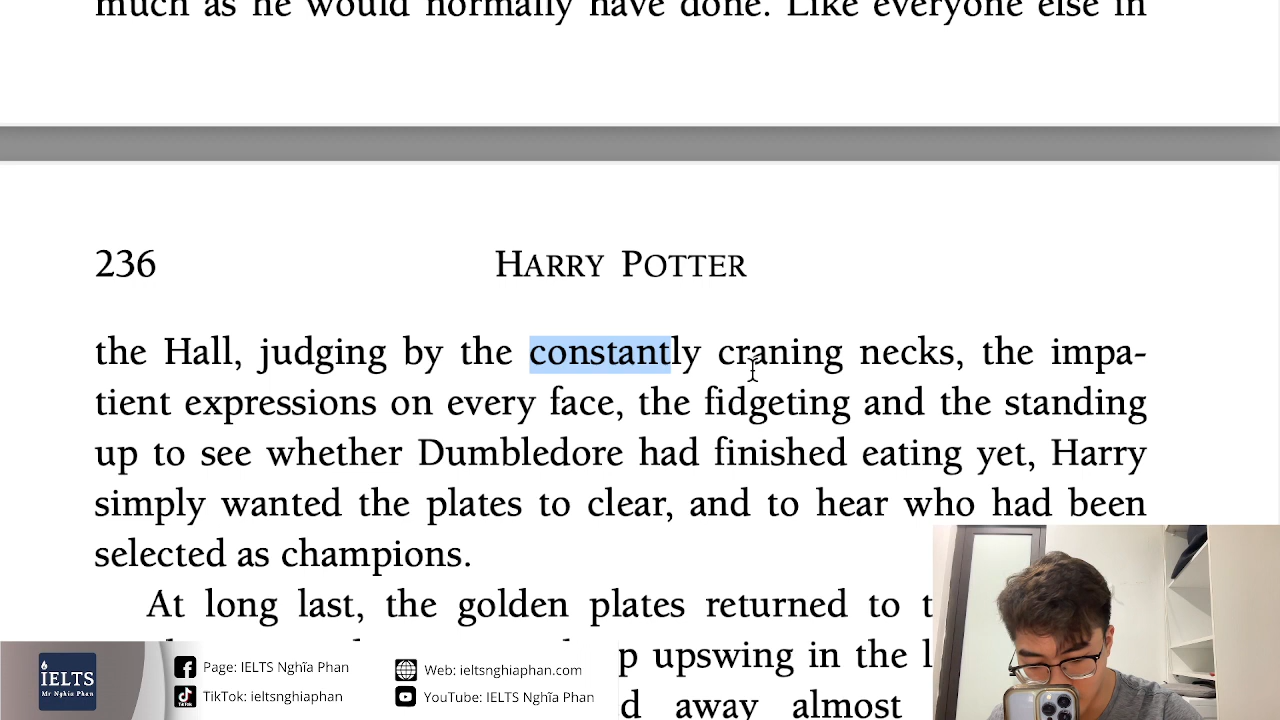 much as he would normally have done. Like everyone else in
236
HARRY POTTER
the Hall, judging by the constantly craning necks, the impa-
tient expressions on every face, the fidgeting and the standing
up to see whether Dumbledore had finished eating yet, Harry
simply wanted the plates to clear, and to hear who had been
selected as champions.
At long last, the golden plates returned to
upswing in the
away almost
IELTS
Mr Nghia Phan
Page: IELTS Nghĩa Phan
TikTok: ieltsnghiaphan
Web: ieltsnghiaphan.com
YouTube: IELTS Nghĩa Phan